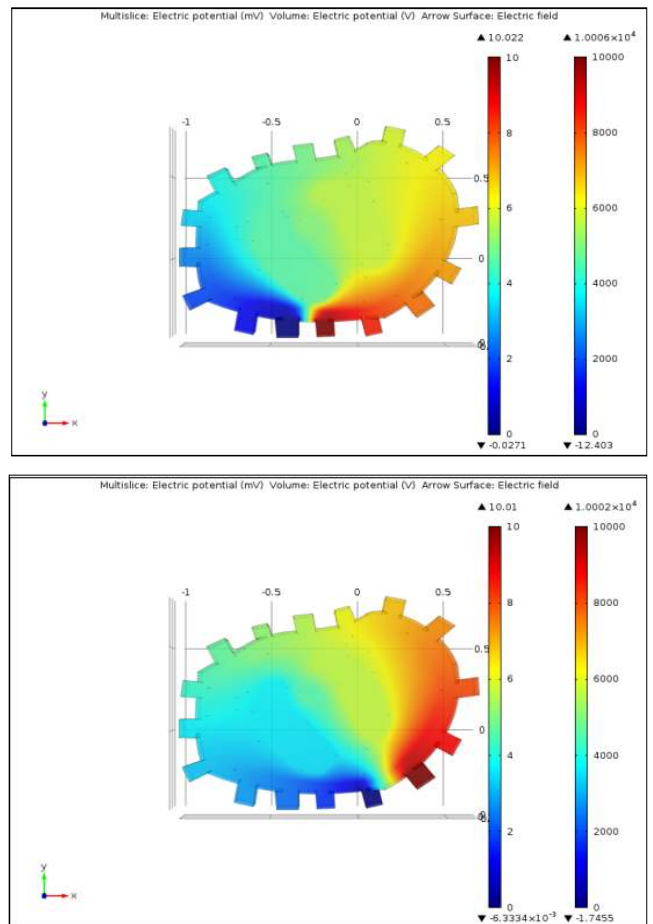 Multislice: Electric potential (mV) Volume: Electric potential (V) Arrow Surface: Electric field
▲ 10.022 ▲ 1.0006×10⁴
10 10000
-1 -0.5 0 0.5
8 8000
0.5
6 6000
0
4 4000
2 2000
y
x
0 0
▼ -0.0271 ▼ -12.403
Multislice: Electric potential (mV) Volume: Electric potential (V) Arrow Surface: Electric field
▲ 10.01 ▲ 1.0002×10⁴
10 10000
-1 -0.5 0 0.5
8 8000
0.5
6 6000
0
4 4000
2 2000
y
x
0 0
▼ -6.3334×10⁻³ ▼ -1.7455